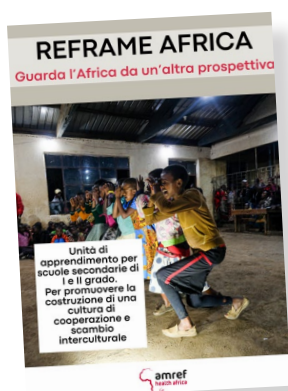 REFRAME AFRICA
Guarda l'Africa da un'altra prospettiva
Unità di
apprendimento per
scuole secondarie di
I e II grado.
Per promuovere la
costruzione di una
cultura di
cooperazione e
scambio
interculturale
amref
health africa